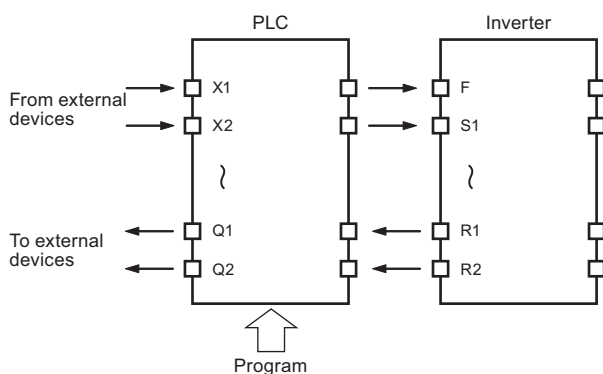 PLC
Inverter
From external
devices
X1
X2
F
S1
To external
devices
Q1
Q2
R1
R2
Program